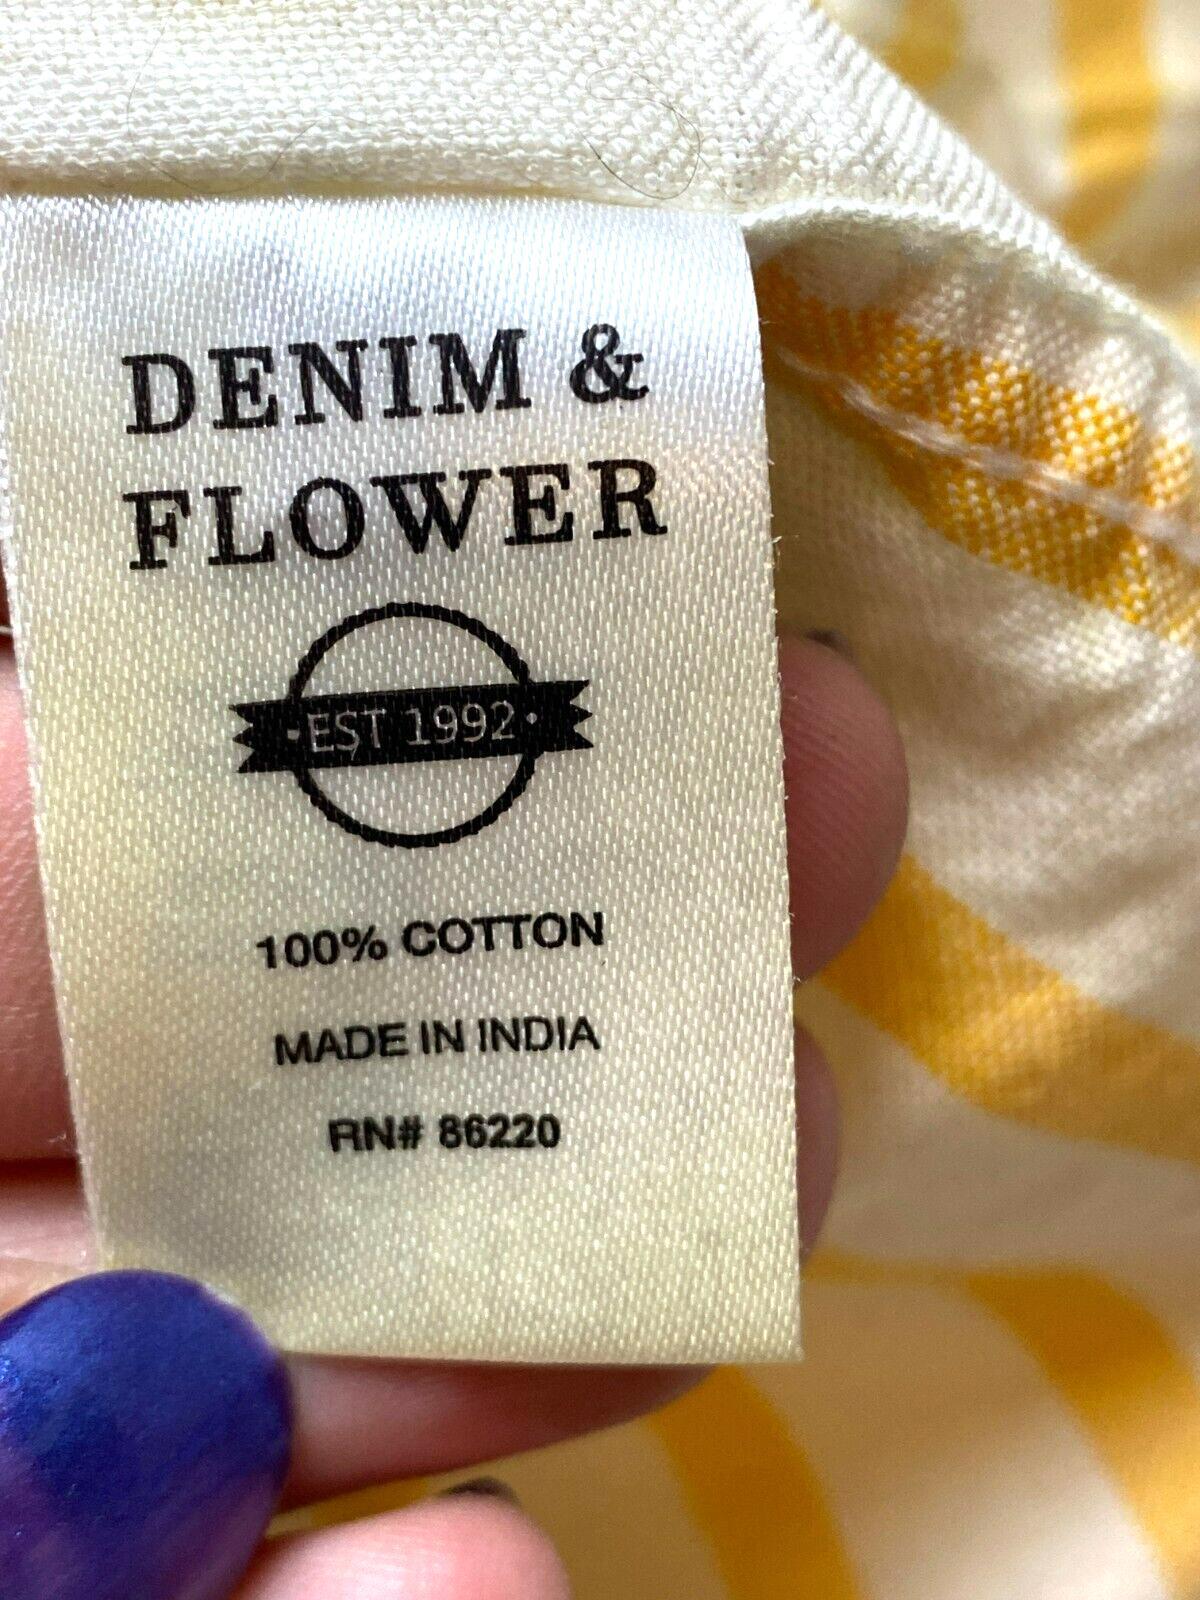 DENIM &
FLOWER
·EST 1992·
100% COTTON
MADE IN INDIA
RN# 86220